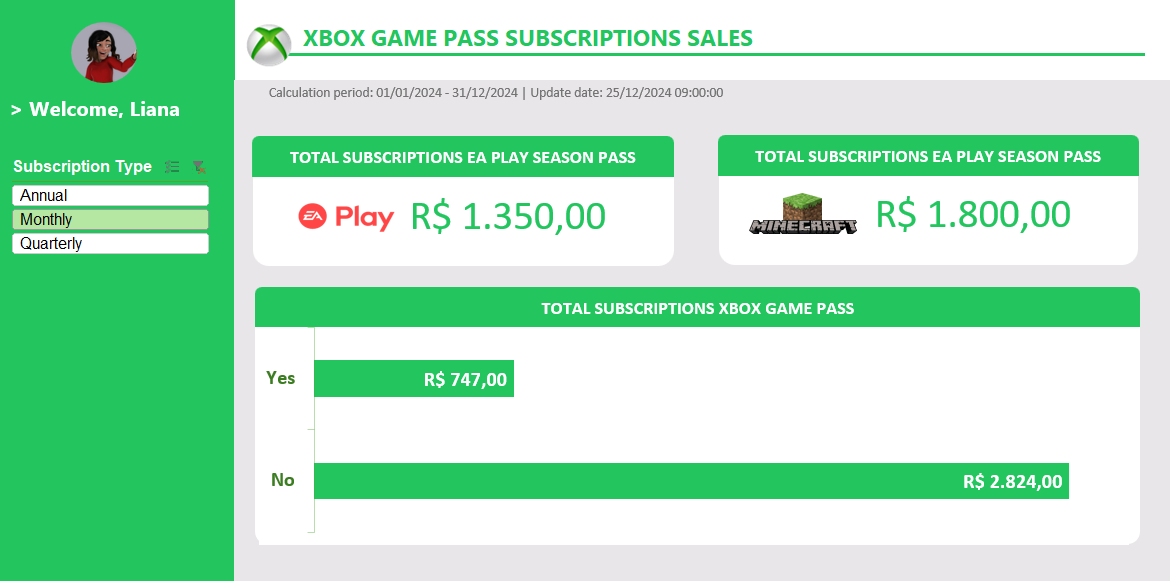 > Welcome, Liana
Subscription Type
Annual
Monthly
Quarterly
XBOX GAME PASS SUBSCRIPTIONS SALES
Calculation period: 01/01/2024 - 31/12/2024 | Update date: 25/12/2024 09:00:00
TOTAL SUBSCRIPTIONS EA PLAY SEASON PASS
EA Play R$ 1.350,00
TOTAL SUBSCRIPTIONS EA PLAY SEASON PASS
MINECRAFT R$ 1.800,00
TOTAL SUBSCRIPTIONS XBOX GAME PASS
Yes R$ 747,00
No R$ 2.824,00